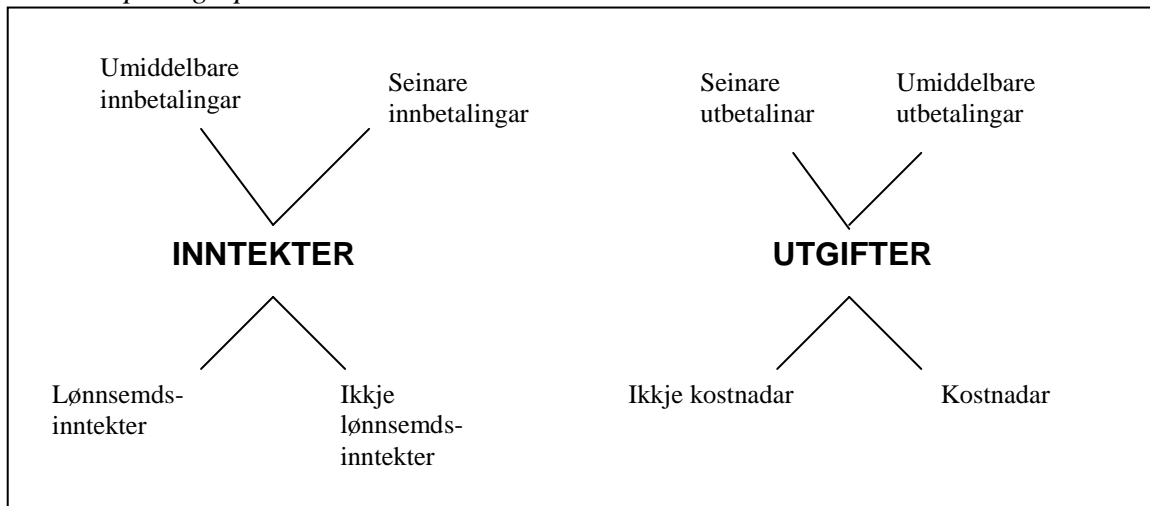 Umiddelbare
innbetalingar
Seinare
innbetalingar
Seinare
utbetalinar
Umiddelbare
utbetalingar
INNTEKTER
UTGIFTER
Lønnsemds-
inntekter
Ikkje
lønnsemds-
inntekter
Ikkje kostnadar
Kostnadar